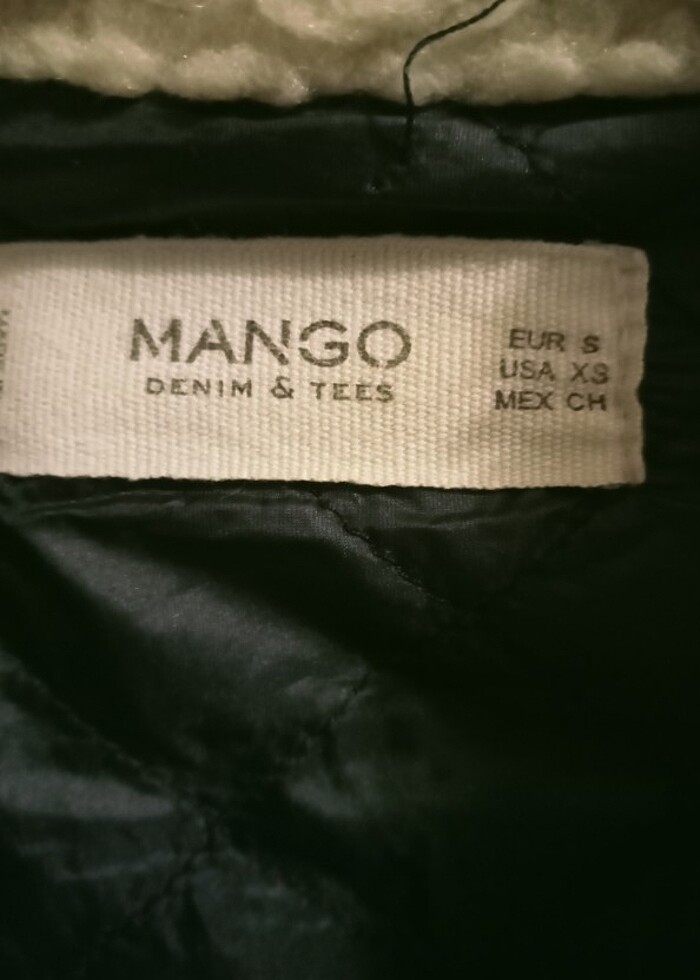 MANGO
DENIM & TEES
EUR S
USA XS
MEX CH